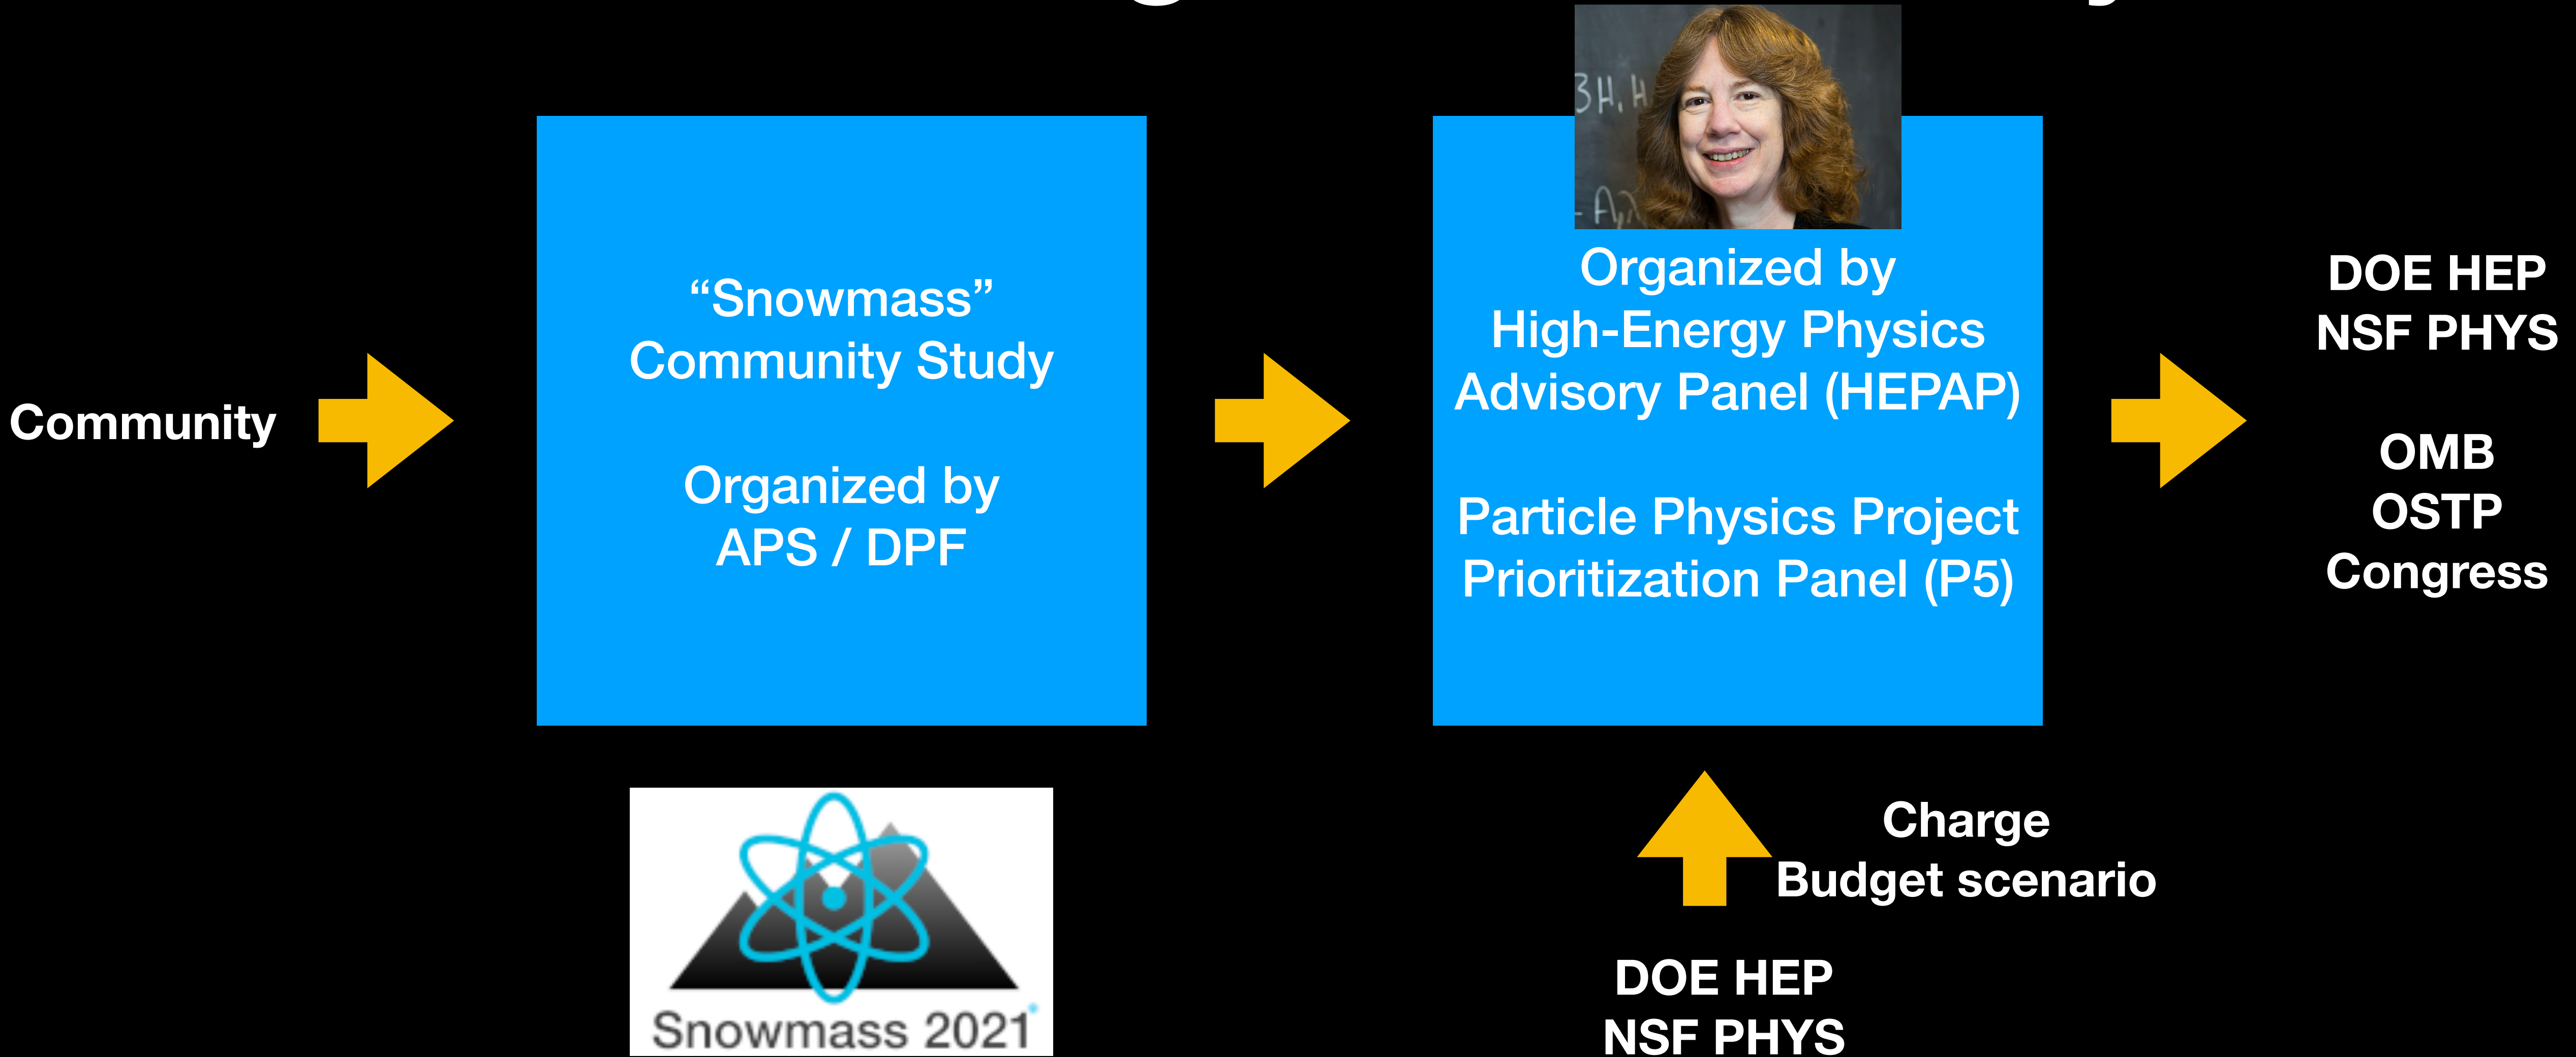 Community
“Snowmass”
Community Study
Organized by
APS / DPF
Snowmass 2021
3H, H
Organized by
High-Energy Physics
Advisory Panel (HEPAP)
Particle Physics Project
Prioritization Panel (P5)
Charge
Budget scenario
DOE HEP
NSF PHYS
DOE HEP
NSF PHYS
OMB
OSTP
Congress